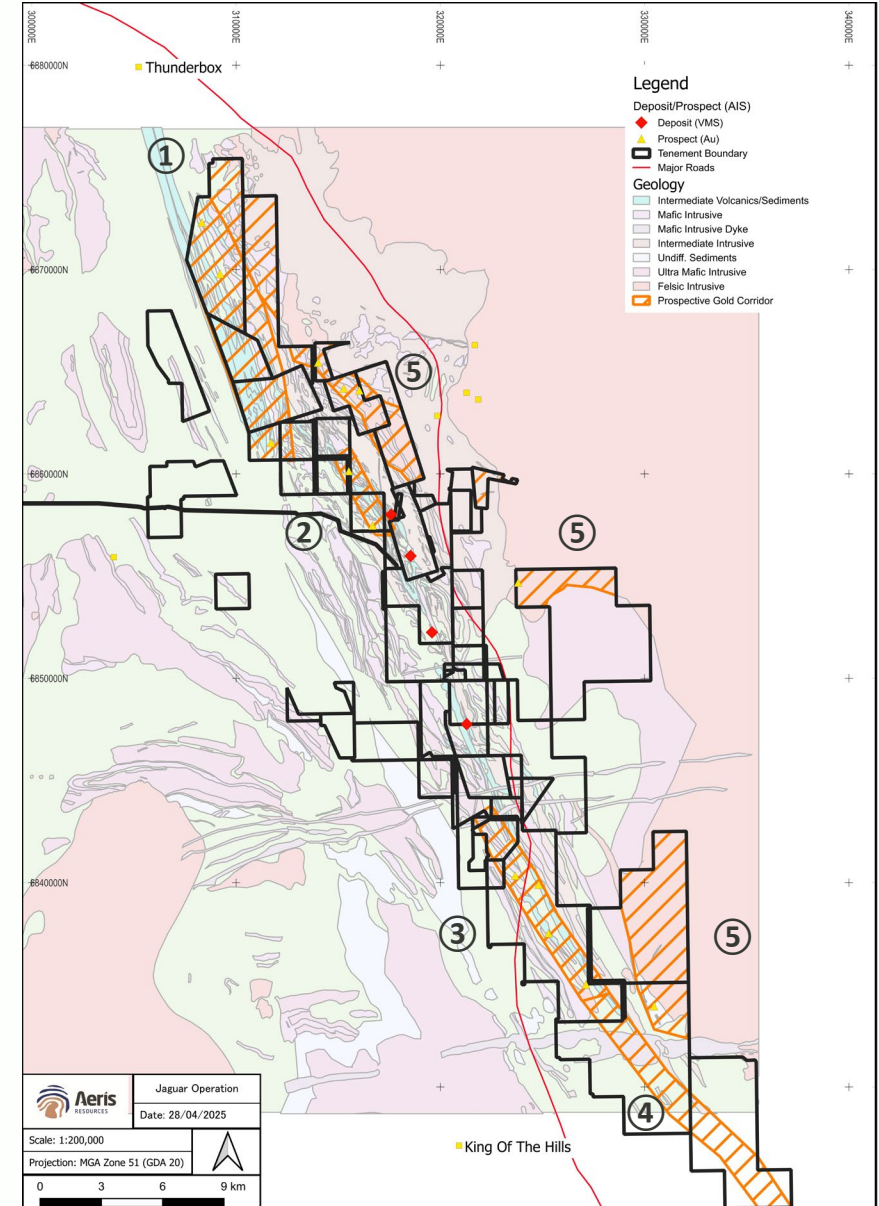 300000E
310000E
320000E
330000E
340000E
6880000N
Thunderbox
Legend
Deposit/Prospect (AIS)
Deposit (VMS)
Prospect (Au)
Tenement Boundary
Major Roads
Geology
Intermediate Volcanics/Sediments
Mafic Intrusive
Mafic Intrusive Dyke
Intermediate Intrusive
Undiff. Sediments
Ultra Mafic Intrusive
Felsic Intrusive
Prospective Gold Corridor
1
6670000N
5
6660000N
2
5
6650000N
6840000N
3
5
4
King Of The Hills
Aeris
RESOURCES
Jaguar Operation
Date: 28/04/2025
Scale: 1:200,000
Projection: MGA Zone 51 (GDA 20)
0 3 6 9 km